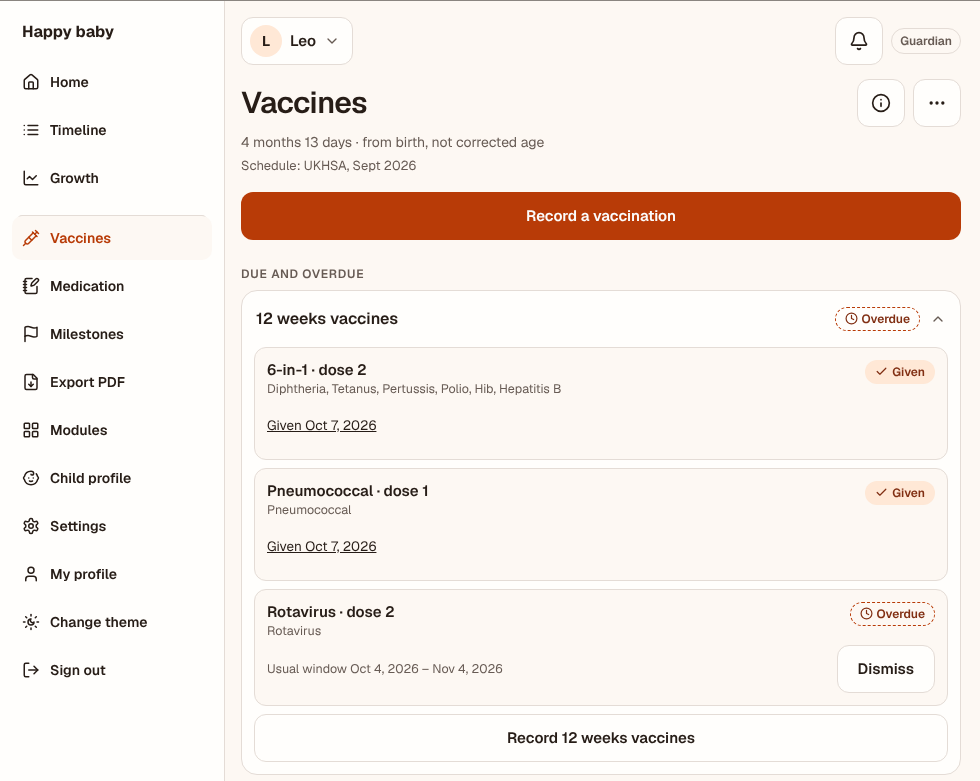 Happy baby
Home
Timeline
Growth
Vaccines
Medication
Milestones
Export PDF
Modules
Child profile
Settings
My profile
Change theme
Sign out
L Leo
Guardian
Vaccines
4 months 13 days · from birth, not corrected age
Schedule: UKHSA, Sept 2026
Record a vaccination
DUE AND OVERDUE
12 weeks vaccines
Overdue
6-in-1 · dose 2
Given
Diphtheria, Tetanus, Pertussis, Polio, Hib, Hepatitis B
Given Oct 7, 2026
Pneumococcal · dose 1
Given
Pneumococcal
Given Oct 7, 2026
Rotavirus · dose 2
Overdue
Rotavirus
Usual window Oct 4, 2026 – Nov 4, 2026
Dismiss
Record 12 weeks vaccines